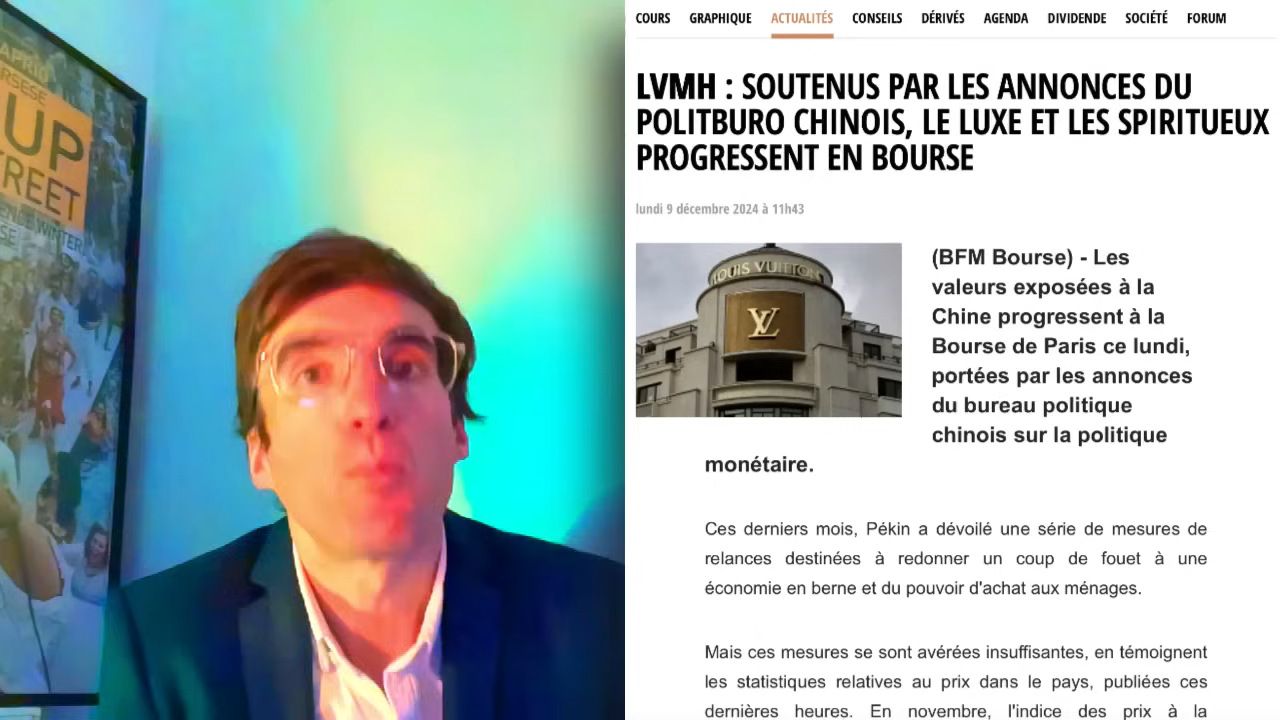 UP
REET
WINTER
COURS GRAPHIQUE ACTUALITÉS CONSEILS DÉRIVÉS AGENDA DIVIDENDE SOCIÉTÉ FORUM
LVMH : SOUTENUS PAR LES ANNONCES DU
POLITBURO CHINOIS, LE LUXE ET LES SPIRITUEUX
PROGRESSENT EN BOURSE
lundi 9 décembre 2024 à 11h43
LOUIS VUITTON
LV
(BFM Bourse) - Les
valeurs exposées à la
Chine progressent à la
Bourse de Paris ce lundi,
portées par les annonces
du bureau politique
chinois sur la politique
monétaire.
Ces derniers mois, Pékin a dévoilé une série de mesures de
relances destinées à redonner un coup de fouet à une
économie en berne et du pouvoir d'achat aux ménages.
Mais ces mesures se sont avérées insuffisantes, en témoignent
les statistiques relatives au prix dans le pays, publiées ces
dernières heures. En novembre, l'indice des prix à la